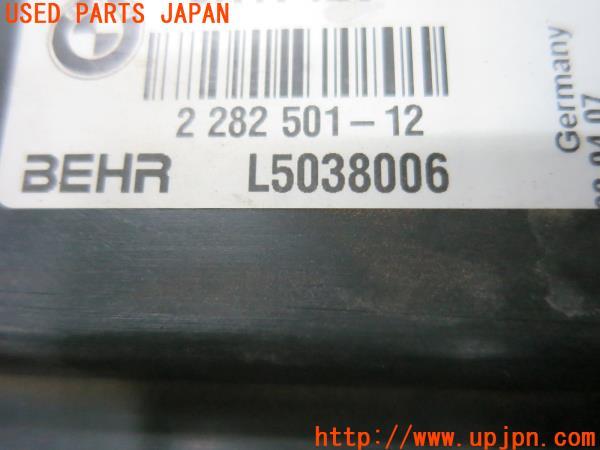 USED PARTS JAPAN
2 282 501-12
BEHR L5038006
Germany
http://www.upjpn.com